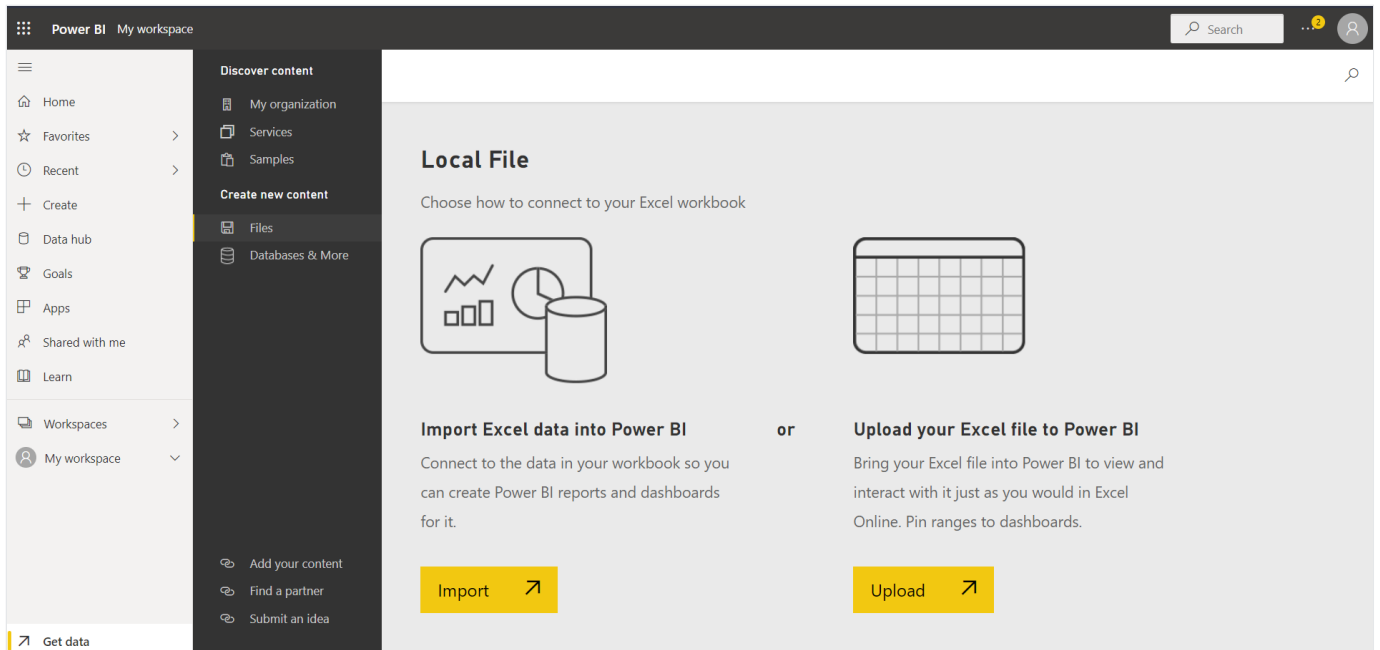 Power BI My workspace
Search
2
Home
Favorites
Recent
Create
Data hub
Goals
Apps
Shared with me
Learn
Workspaces
My workspace
Get data
Discover content
My organization
Services
Samples
Create new content
Files
Databases & More
Add your content
Find a partner
Submit an idea
Local File
Choose how to connect to your Excel workbook
Import Excel data into Power BI
Connect to the data in your workbook so you
can create Power BI reports and dashboards
for it.
Import
or
Upload your Excel file to Power BI
Bring your Excel file into Power BI to view and
interact with it just as you would in Excel
Online. Pin ranges to dashboards.
Upload